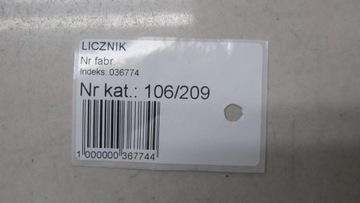 LICZNIK
Nr fabr.
Indeks: 036774
Nr kat.: 106/209
1 000000 367744